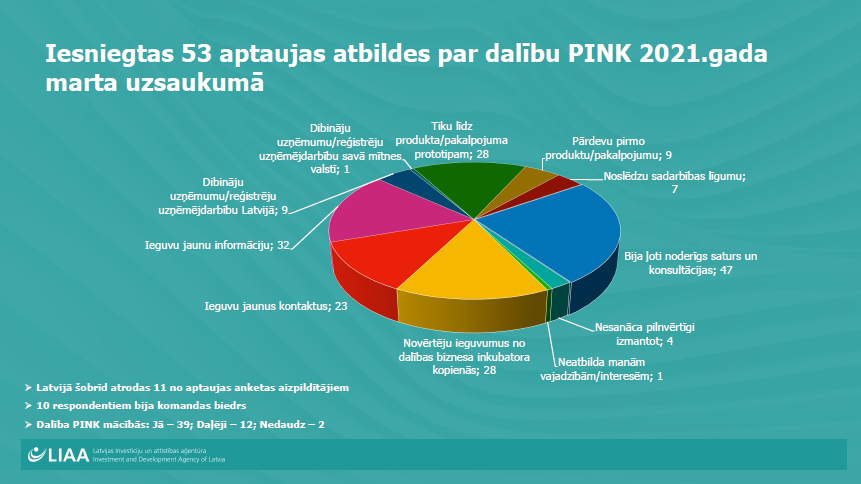 Iesniegtas 53 aptaujas atbildes par dalību PINK 2021.gada
marta uzsaukumā
Tiku līdz
produkta/pakalpojuma
prototipam; 28
Pārdevu pirmo
produktu/pakalpojumu; 9
Noslēdzu sadarbības līgumu;
7
Bija ļoti noderīgs saturs un
konsultācijas; 47
Nesanāca pilnvērtīgi
izmantot; 4
Neatbilda manām
vajadzībām/interesēm; 1
Novērtēju ieguvumus no
dalības biznesa inkubatora
kopienās; 28
Ieguvu jaunus kontaktus; 23
Ieguvu jaunu informāciju; 32
Dibināju
uzņēmumu/reģistrēju
uzņēmējdarbību Latvijā; 9
Dibināju
uzņēmumu/reģistrēju
uzņēmējdarbību savā mītnes
valstī; 1
➢ Latvijā šobrīd atrodas 11 no aptaujas anketas aizpildītājiem
➢ 10 respondentiem bija komandas biedrs
➢ Dalība PINK mācībās: Jā – 39; Daļēji – 12; Nedaudz – 2
LIAA
Latvijas Investīciju un attīstības aģentūra
Investment and Development Agency of Latvia